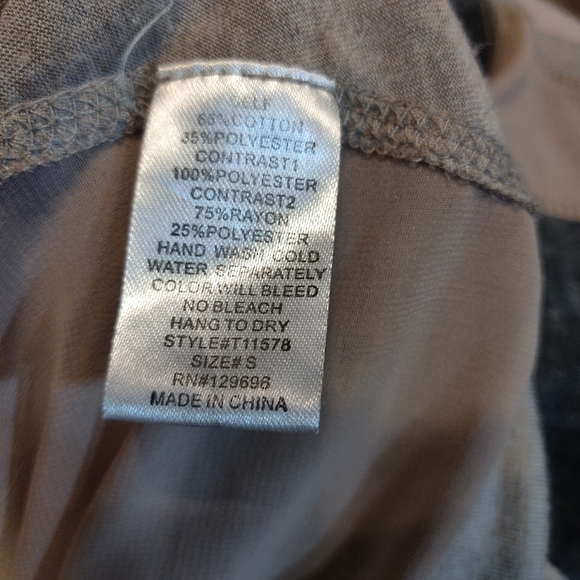 SELF
65%COTTON
35%POLYESTER
CONTRAST1
100%POLYESTER
CONTRAST2
75%RAYON
25%POLYESTER
HAND WASH COLD
WATER SEPARATELY
COLOR WILL BLEED
NO BLEACH
HANG TO DRY
STYLE#T11578
SIZE# S
RN#129696
MADE IN CHINA